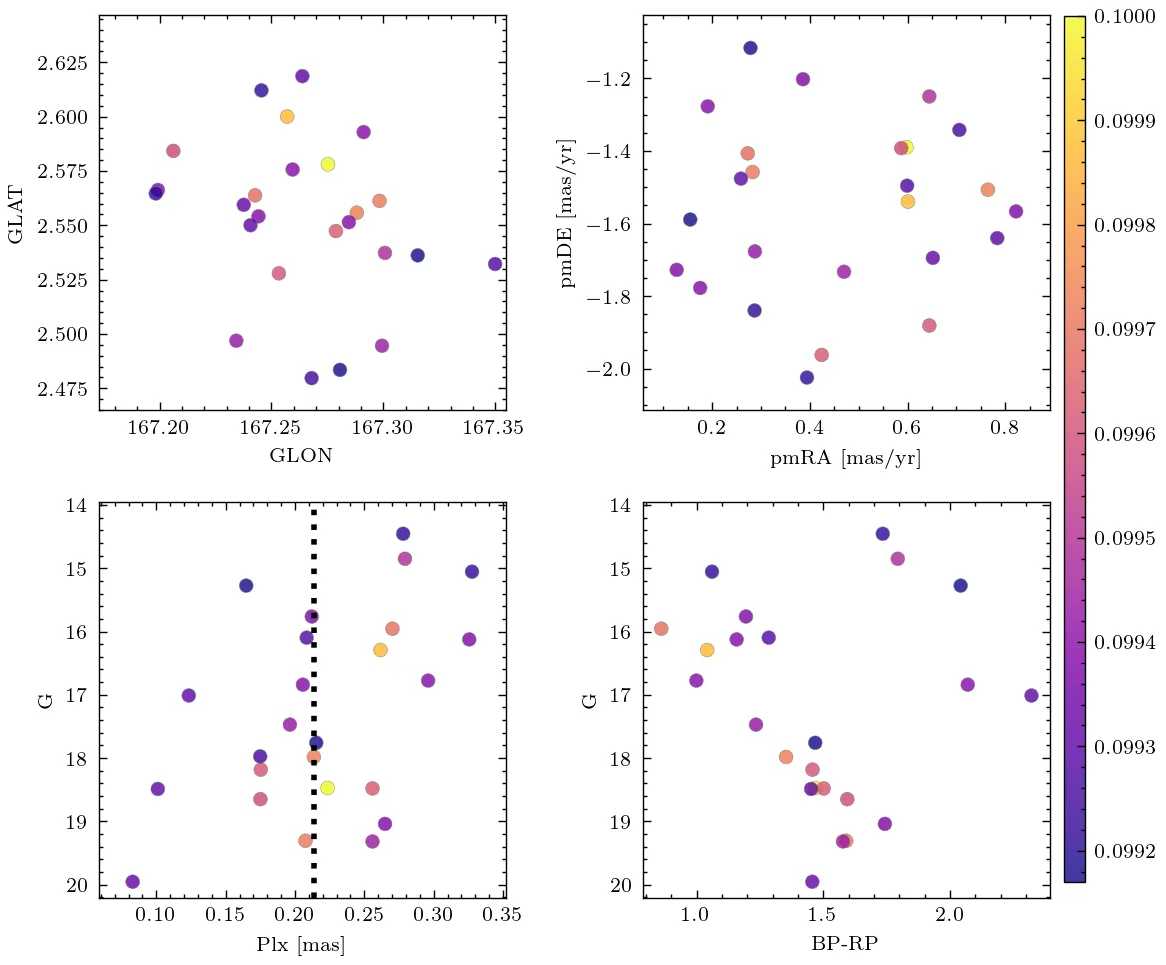 2.625
2.600
2.575
2.550
2.525
2.500
2.475
GLAT
167.20 167.25 167.30 167.35
GLON
−1.2
−1.4
−1.6
−1.8
−2.0
pmDE [mas/yr]
0.2 0.4 0.6 0.8
pmRA [mas/yr]
14
15
16
17
18
19
20
G
0.10 0.15 0.20 0.25 0.30 0.35
Plx [mas]
14
15
16
17
18
19
20
G
1.0 1.5 2.0
BP-RP
0.1000
0.0999
0.0998
0.0997
0.0996
0.0995
0.0994
0.0993
0.0992